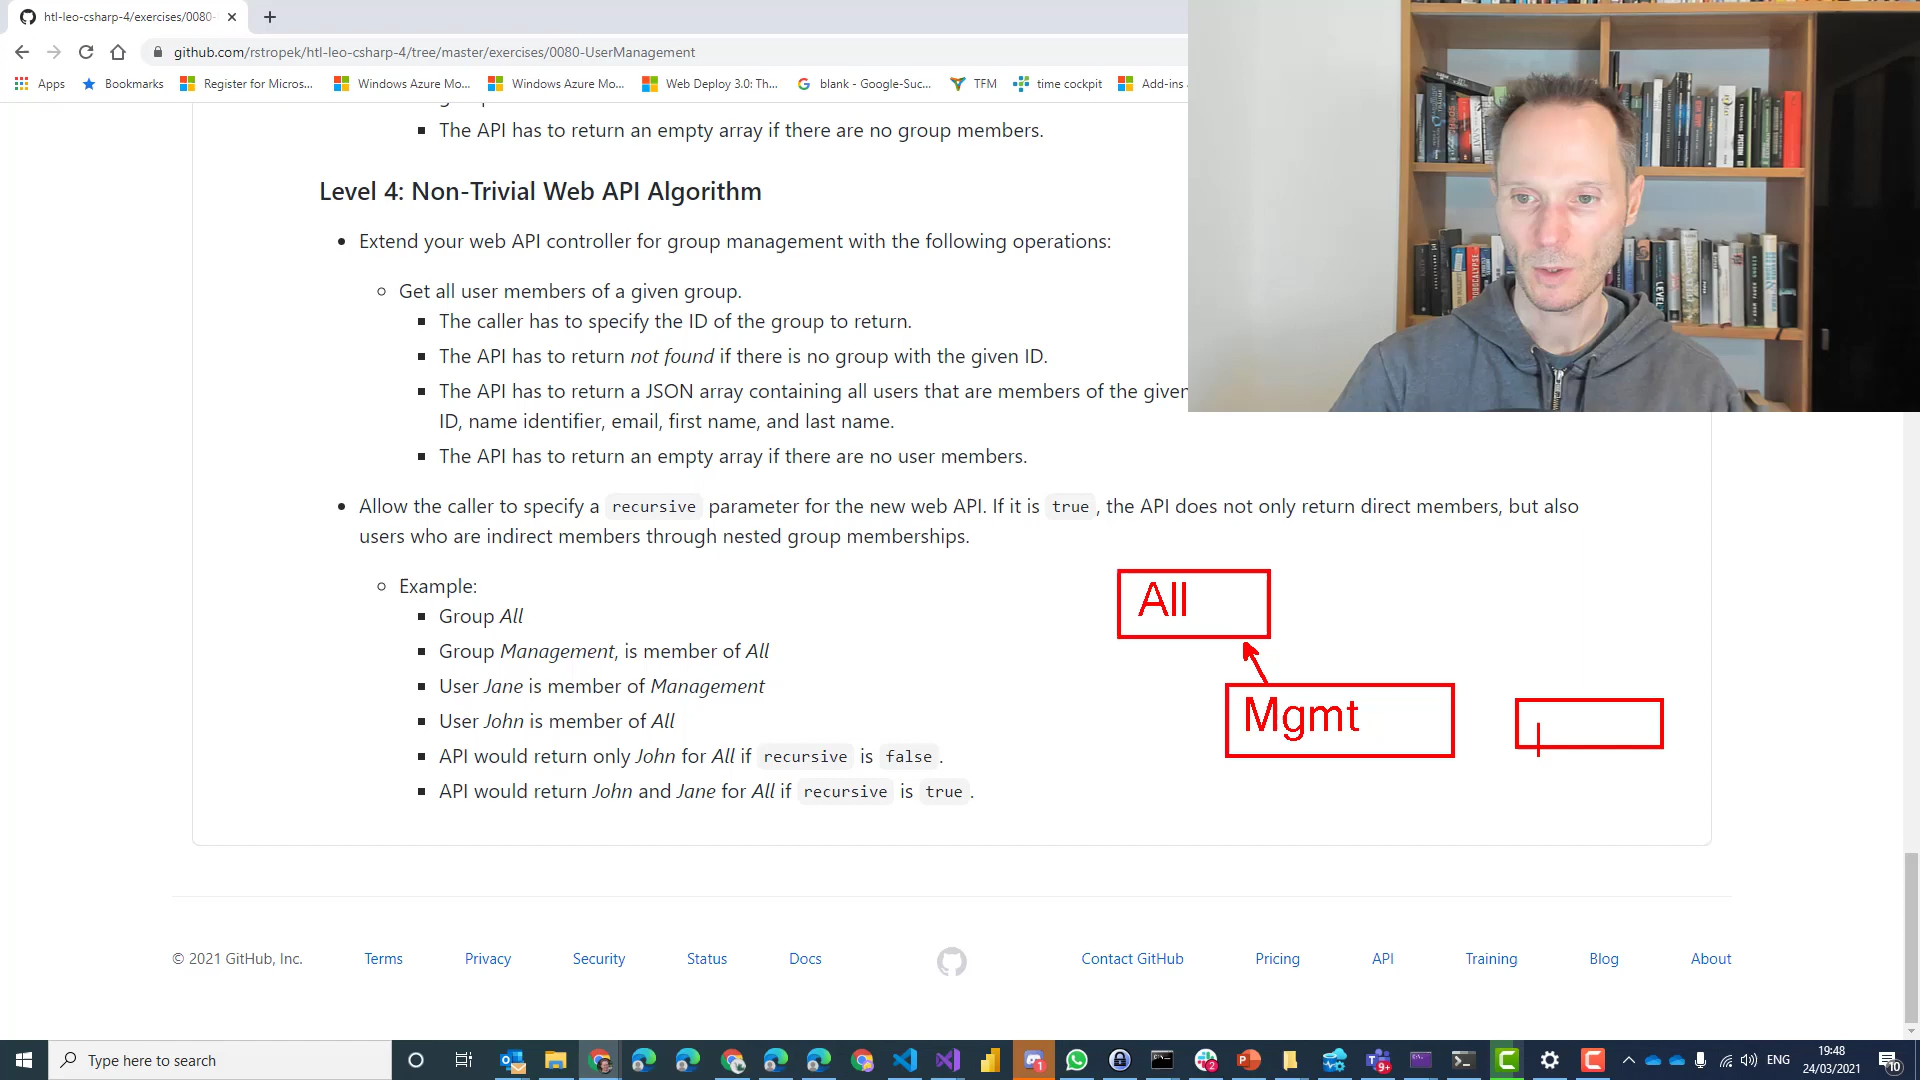 htl-leo-csharp-4/exercises/0080-
github.com/rstropek/htl-leo-csharp-4/tree/master/exercises/0080-UserManagement
Apps
Bookmarks
Register for Micros...
Windows Azure Mo...
Windows Azure Mo...
Web Deploy 3.0: Th...
blank - Google-Suc...
TFM
time cockpit
Add-ins
The API has to return an empty array if there are no group members.
Level 4: Non-Trivial Web API Algorithm
Extend your web API controller for group management with the following operations:
Get all user members of a given group.
The caller has to specify the ID of the group to return.
The API has to return not found if there is no group with the given ID.
The API has to return a JSON array containing all users that are members of the given
ID, name identifier, email, first name, and last name.
The API has to return an empty array if there are no user members.
Allow the caller to specify a recursive parameter for the new web API. If it is true, the API does not only return direct members, but also
users who are indirect members through nested group memberships.
Example:
Group All
Group Management, is member of All
User Jane is member of Management
User John is member of All
API would return only John for All if recursive is false.
API would return John and Jane for All if recursive is true.
All
Mgmt
© 2021 GitHub, Inc.
Terms
Privacy
Security
Status
Docs
Contact GitHub
Pricing
API
Training
Blog
About
Type here to search
ENG
19:48
24/03/2021
10